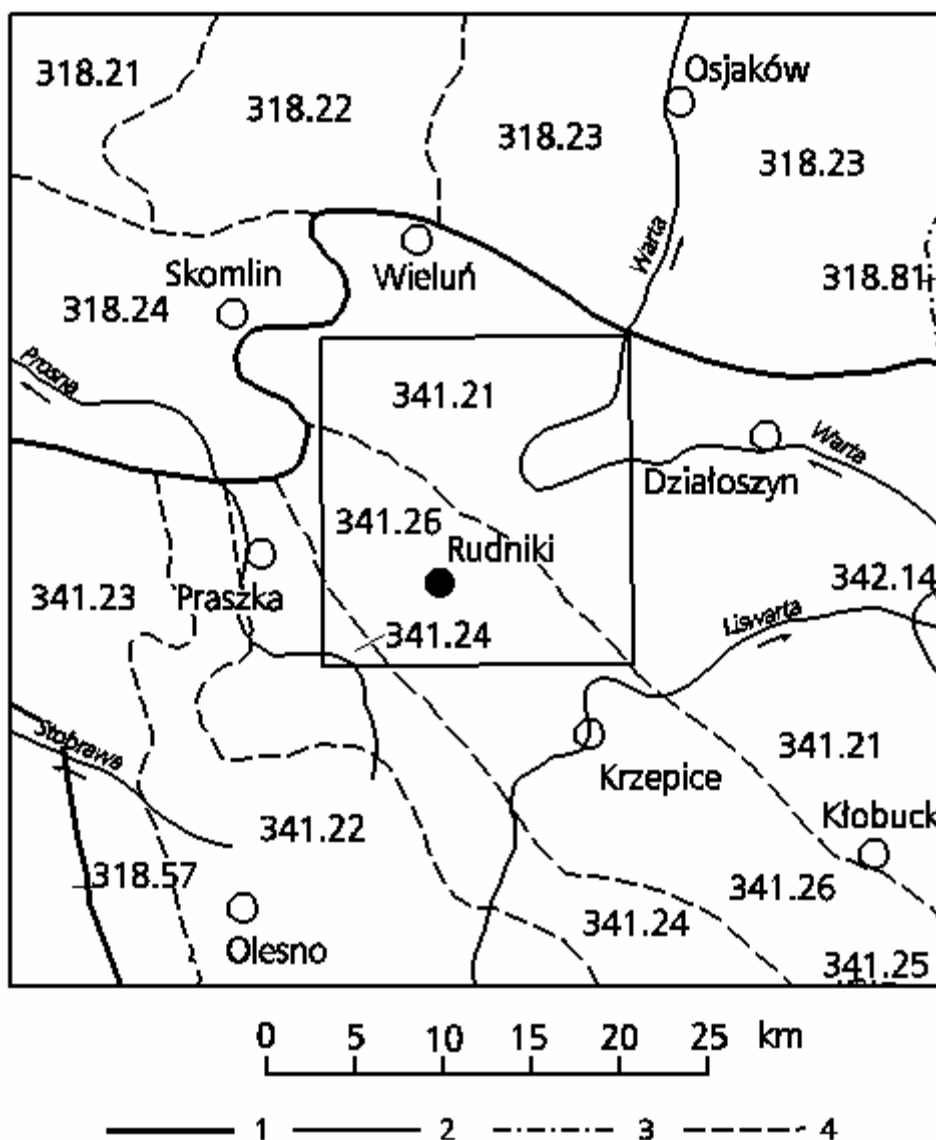 318.21
318.22
318.23
Osjaków
318.23
Warta
Skomlin
Wieluń
318.81
318.24
Prosna
341.21
Działoszyn
Warta
341.26
Rudniki
341.23
Praszka
342.14
341.24
Liswarta
Stobrawa
341.21
Krzepice
Kłobuck
341.22
318.57
341.26
341.24
Olesno
341.25
0 5 10 15 20 25 km
1 2 3 4